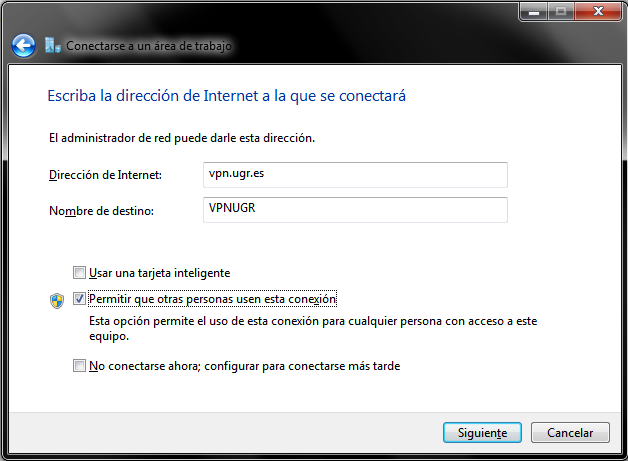 Conectarse a un área de trabajo
Escriba la dirección de Internet a la que se conectará
El administrador de red puede darle esta dirección.
Dirección de Internet: vpn.ugr.es
Nombre de destino: VPNUGR
Usar una tarjeta inteligente
Permitir que otras personas usen esta conexión
Esta opción permite el uso de esta conexión para cualquier persona con acceso a este
equipo.
No conectarse ahora; configurar para conectarse más tarde
Siguiente Cancelar